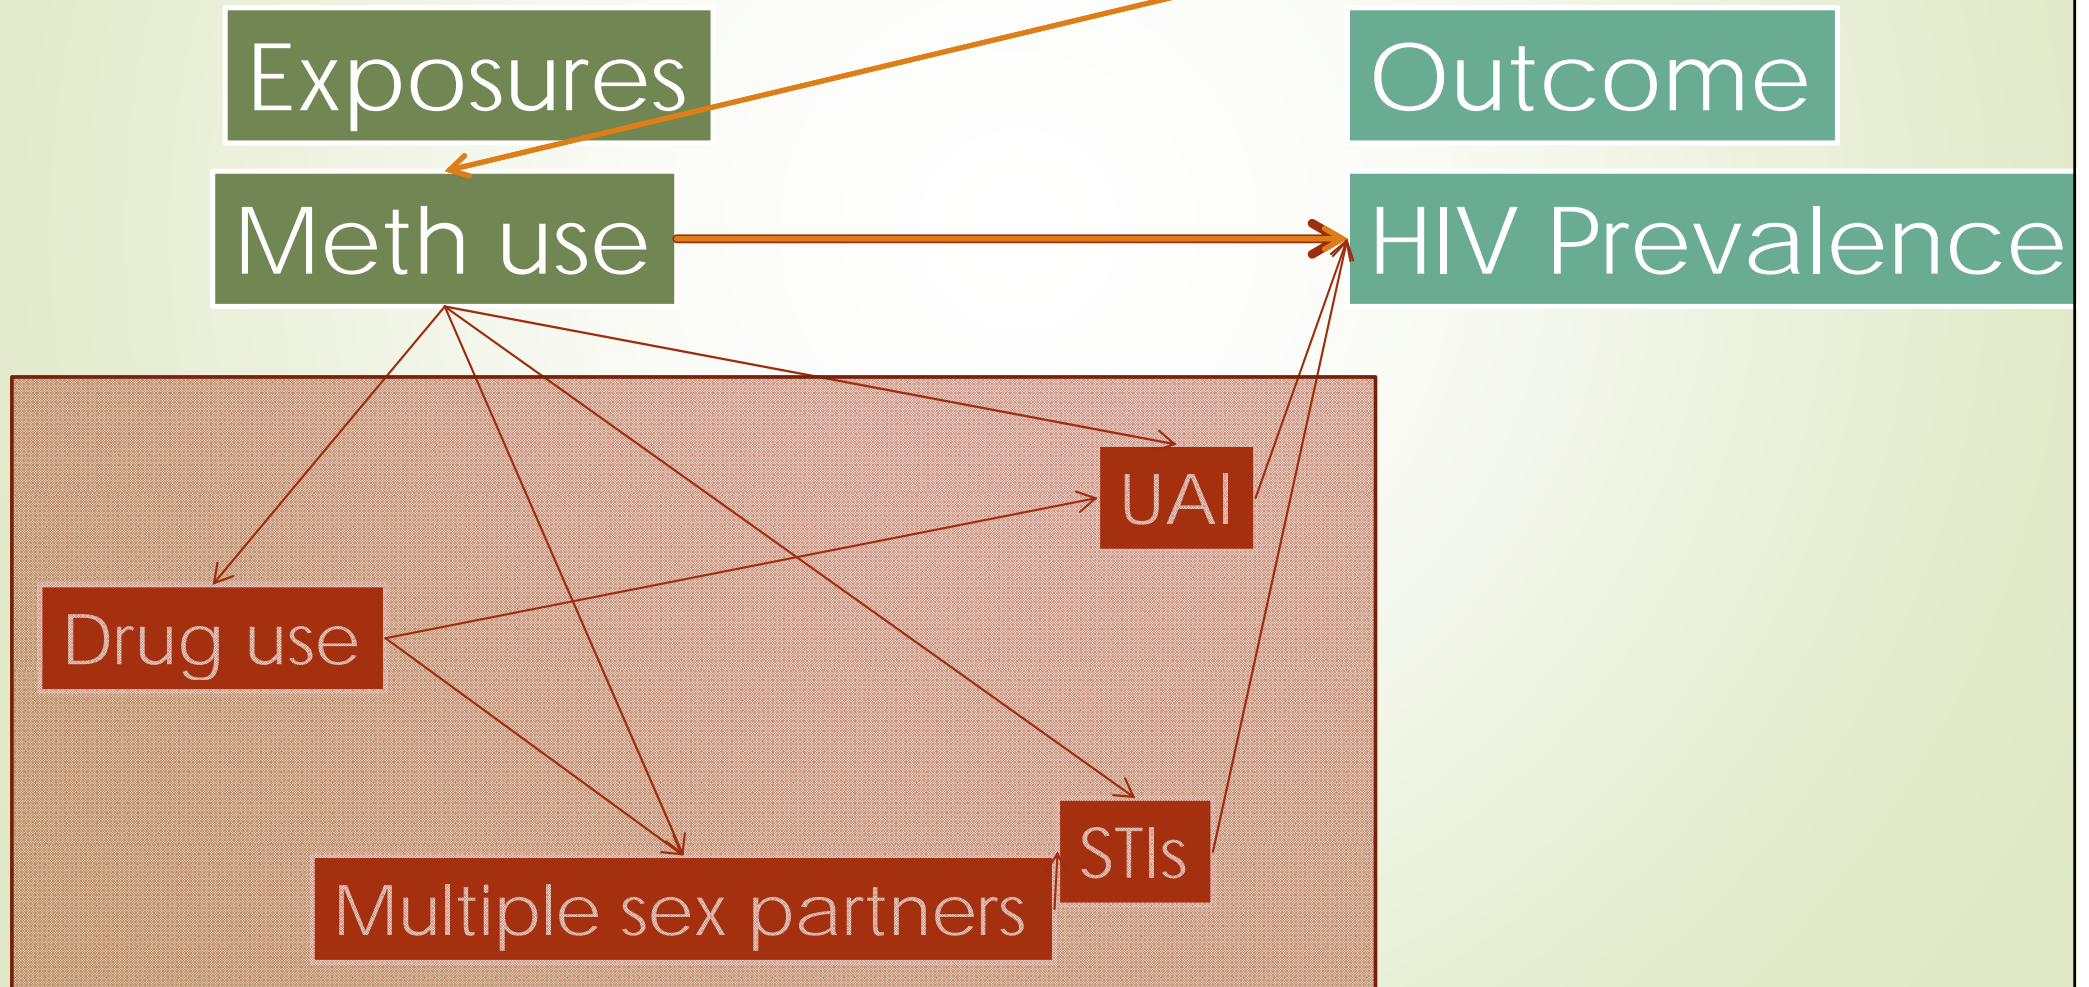 Exposures
Outcome
Meth use
HIV Prevalence
UAI
Drug use
STIs
Multiple sex partners